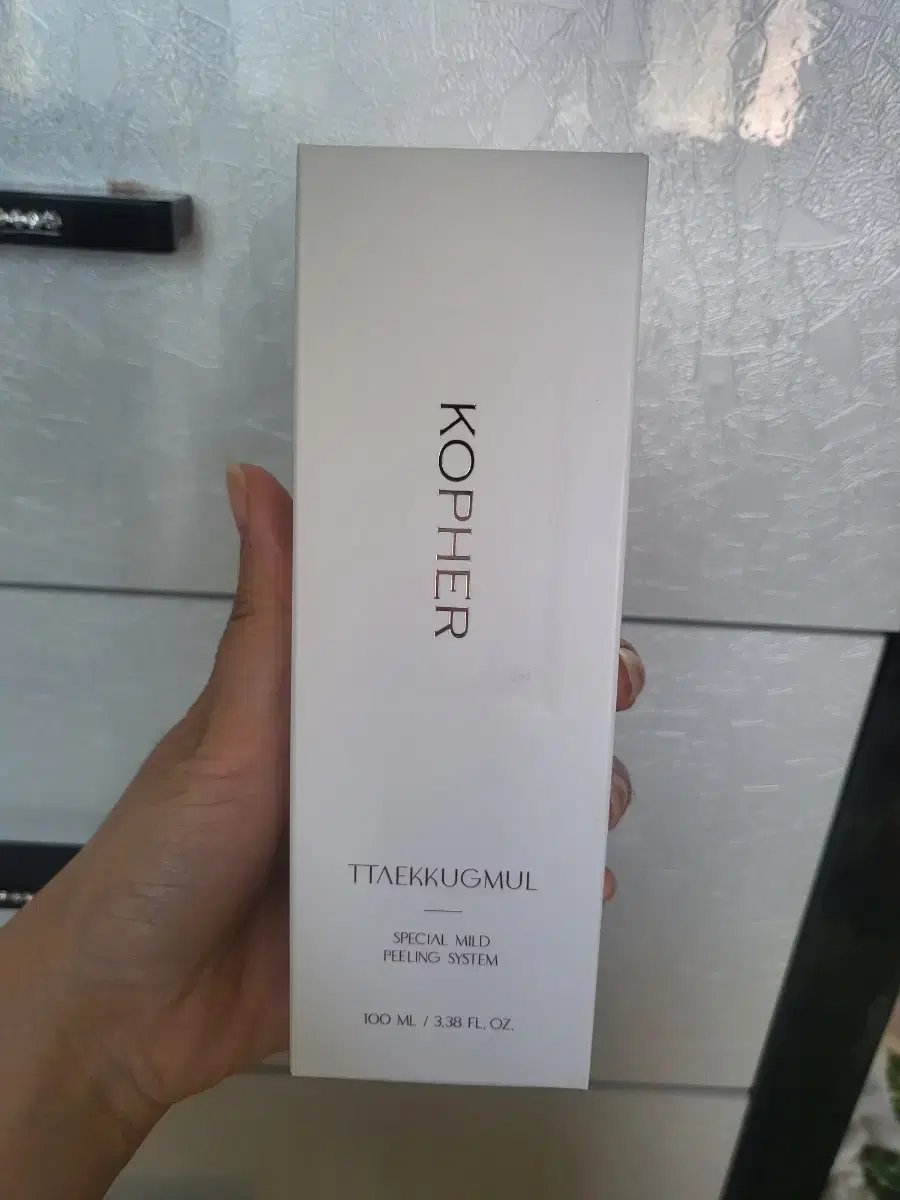 KOPHER
TTAEKKUGMUL
SPECIAL MILD
PEELING SYSTEM
100 ML / 3.38 FL. OZ.